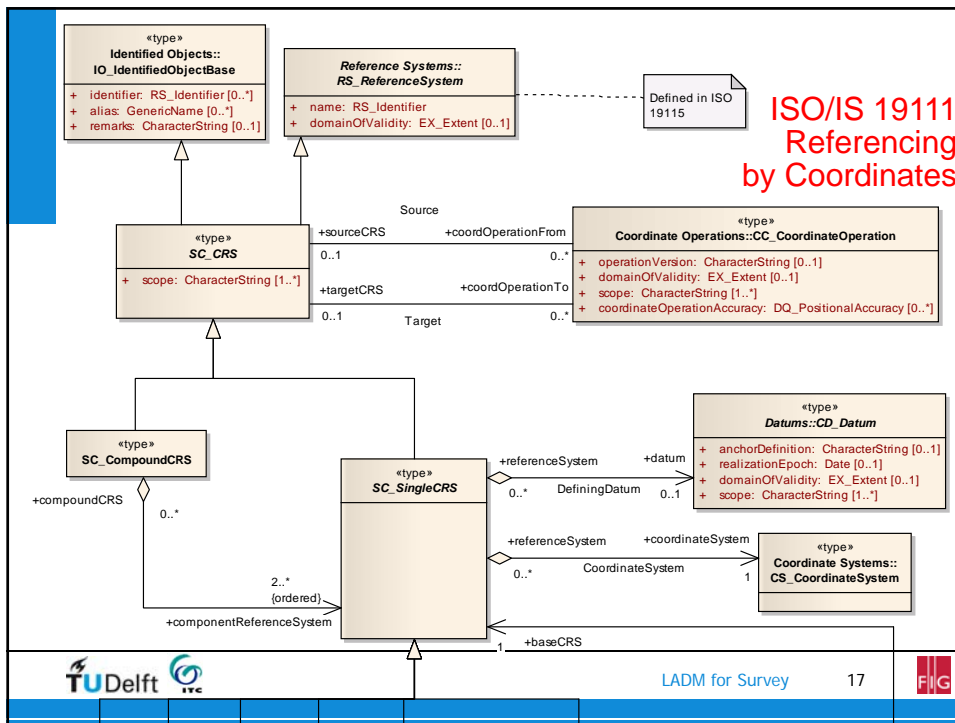 «type»
Identified Objects::
IO_IdentifiedObjectBase
+ identifier: RS_Identifier [0..*]
+ alias: GenericName [0..*]
+ remarks: CharacterString [0..1]
Reference Systems::
RS_ReferenceSystem
+ name: RS_Identifier
+ domainOfValidity: EX_Extent [0..1]
Defined in ISO
19115
ISO/IS 19111
Referencing
by Coordinates
«type»
SC_CRS
+ scope: CharacterString [1..*]
Source
+sourceCRS +coordOperationFrom
0..1 0..*
+targetCRS +coordOperationTo
0..1 Target 0..*
«type»
Coordinate Operations::CC_CoordinateOperation
+ operationVersion: CharacterString [0..1]
+ domainOfValidity: EX_Extent [0..1]
+ scope: CharacterString [1..*]
+ coordinateOperationAccuracy: DQ_PositionalAccuracy [0..*]
«type»
SC_CompoundCRS
+compoundCRS
0..*
2..*
{ordered}
+componentReferenceSystem
«type»
SC_SingleCRS
+referenceSystem +datum
0..* DefiningDatum 0..1
«type»
Datums::CD_Datum
+ anchorDefinition: CharacterString [0..1]
+ realizationEpoch: Date [0..1]
+ domainOfValidity: EX_Extent [0..1]
+ scope: CharacterString [1..*]
+referenceSystem +coordinateSystem
0..* CoordinateSystem 1
«type»
Coordinate Systems::
CS_CoordinateSystem
1 +baseCRS
TUDelft ITC LADM for Survey 17 FIG